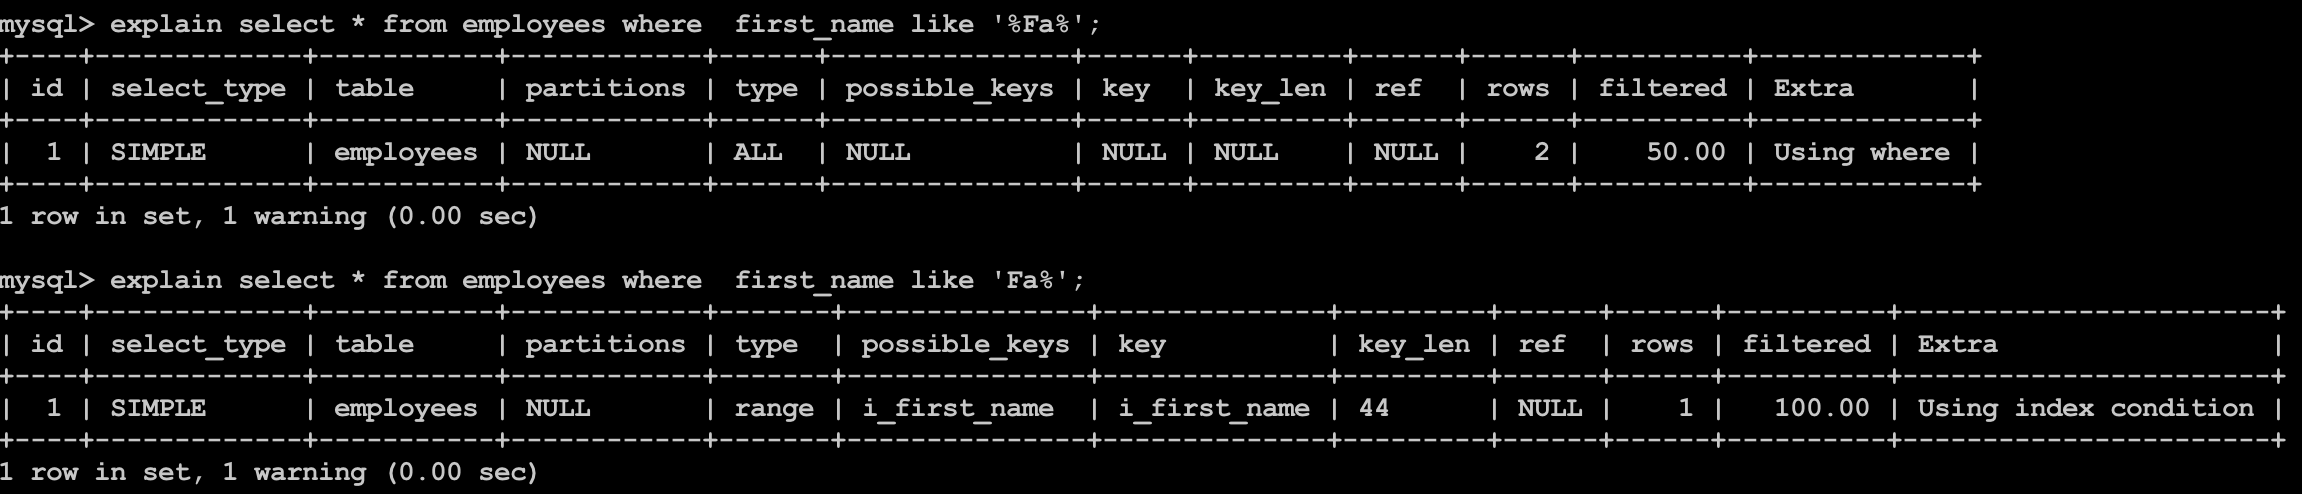 mysql> explain select * from employees where  first_name like '%Fa%';
+----+-------------+-----------+------------+------+---------------+------+---------+------+------+----------+-------------+
| id | select_type | table     | partitions | type | possible_keys | key  | key_len | ref  | rows | filtered | Extra       |
+----+-------------+-----------+------------+------+---------------+------+---------+------+------+----------+-------------+
|  1 | SIMPLE      | employees | NULL       | ALL  | NULL          | NULL | NULL    | NULL |    2 |    50.00 | Using where |
+----+-------------+-----------+------------+------+---------------+------+---------+------+------+----------+-------------+
1 row in set, 1 warning (0.00 sec)

mysql> explain select * from employees where  first_name like 'Fa%';
+----+-------------+-----------+------------+-------+---------------+--------------+---------+------+------+----------+-----------------------+
| id | select_type | table     | partitions | type  | possible_keys | key          | key_len | ref  | rows | filtered | Extra                 |
+----+-------------+-----------+------------+-------+---------------+--------------+---------+------+------+----------+-----------------------+
|  1 | SIMPLE      | employees | NULL       | range | i_first_name  | i_first_name | 44      | NULL |    1 |   100.00 | Using index condition |
+----+-------------+-----------+------------+-------+---------------+--------------+---------+------+------+----------+-----------------------+
1 row in set, 1 warning (0.00 sec)